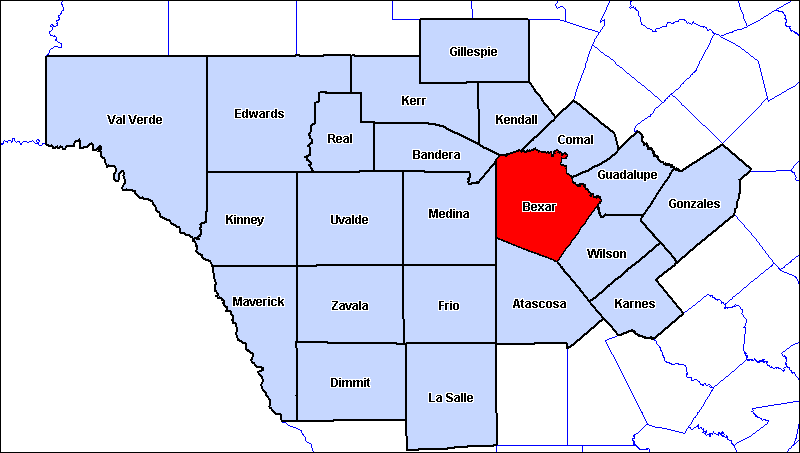 Gillespie
Val Verde
Edwards
Kerr
Kendall
Real
Comal
Bandera
Guadalupe
Gonzales
Bexar
Kinney
Uvalde
Medina
Wilson
Maverick
Zavala
Frio
Atascosa
Karnes
Dimmit
La Salle